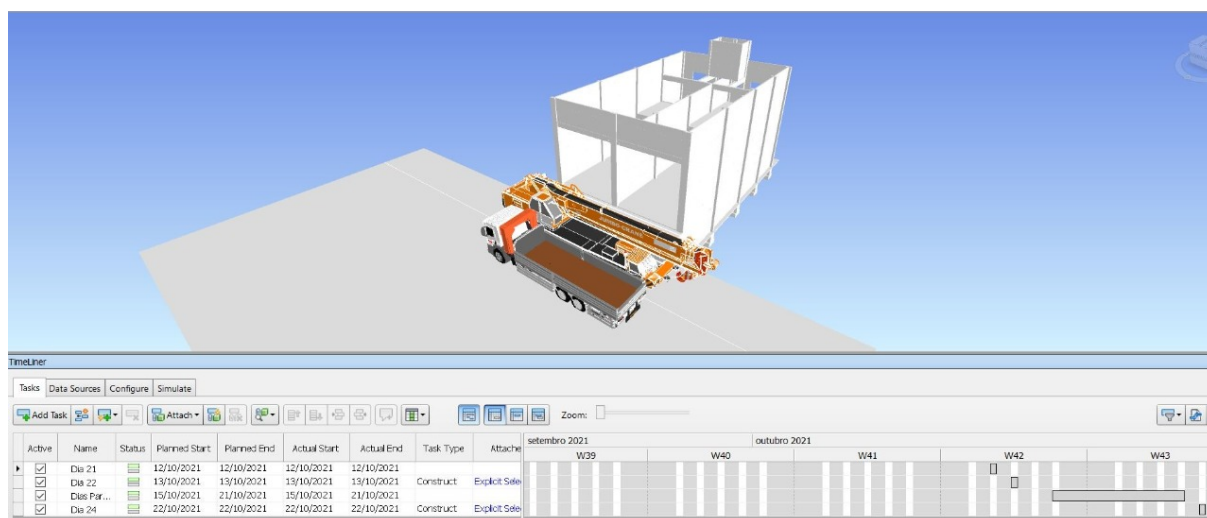 TimeLiner
Tasks Data Sources Configure Simulate
Add Task Attach Zoom:
Active Name Status Planned Start Planned End Actual Start Actual End Task Type Attache
setembro 2021 outubro 2021
W39 W40 W41 W42 W43
Dia 21 12/10/2021 12/10/2021 12/10/2021 12/10/2021
Dia 22 13/10/2021 13/10/2021 13/10/2021 13/10/2021 Construct Explicit Sele
Dias Par... 15/10/2021 21/10/2021 15/10/2021 21/10/2021
Dia 24 22/10/2021 22/10/2021 22/10/2021 22/10/2021 Construct Explicit Sele